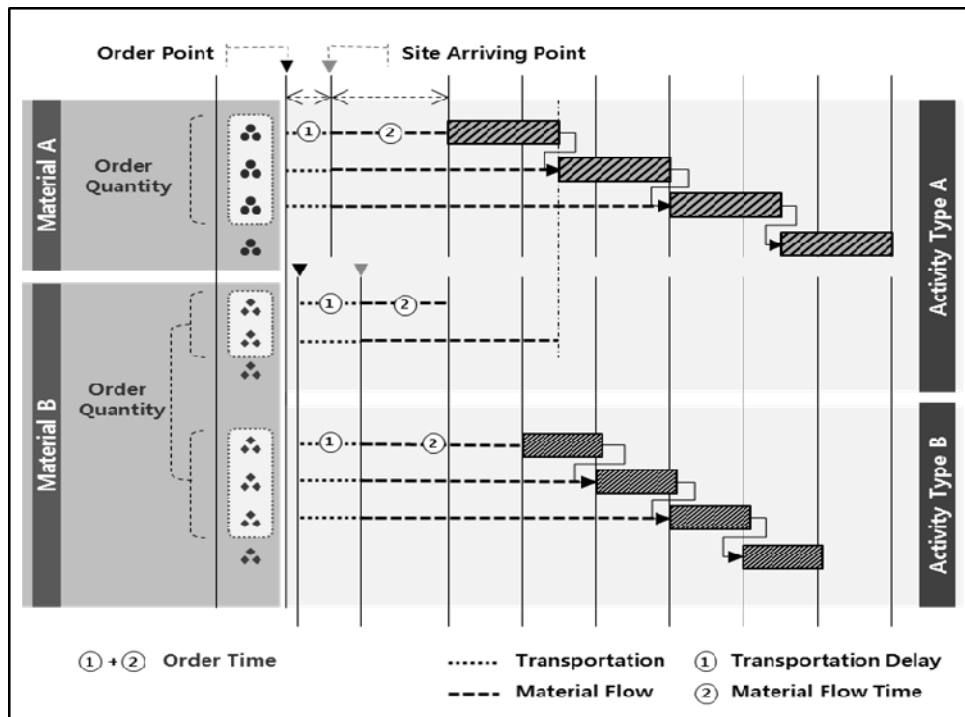 Order Point
Site Arriving Point
Material A
Order
Quantity
1
2
Activity Type A
Material B
Order
Quantity
1
2
1
2
Activity Type B
1 + 2 Order Time
Transportation
1 Transportation Delay
Material Flow
2 Material Flow Time